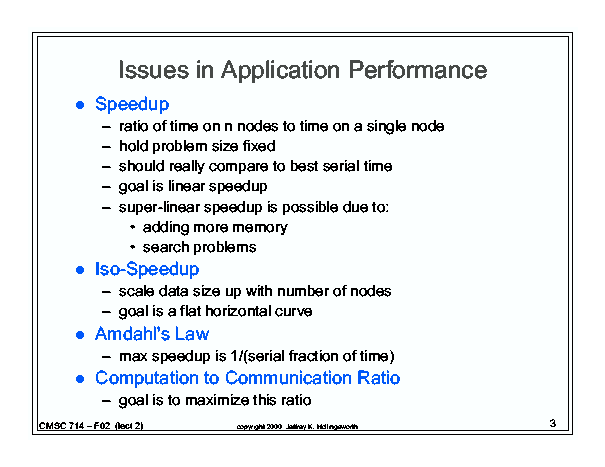 Issues in Application Performance
● Speedup
– ratio of time on n nodes to time on a single node
– hold problem size fixed
– should really compare to best serial time
– goal is linear speedup
– super-linear speedup is possible due to:
• adding more memory
• search problems
● Iso-Speedup
– scale data size up with number of nodes
– goal is a flat horizontal curve
● Amdahl's Law
– max speedup is 1/(serial fraction of time)
● Computation to Communication Ratio
– goal is to maximize this ratio
CMSC 714 – F02 (lect 2)
copyright 2000 Jeffrey K. Hollingsworth
3